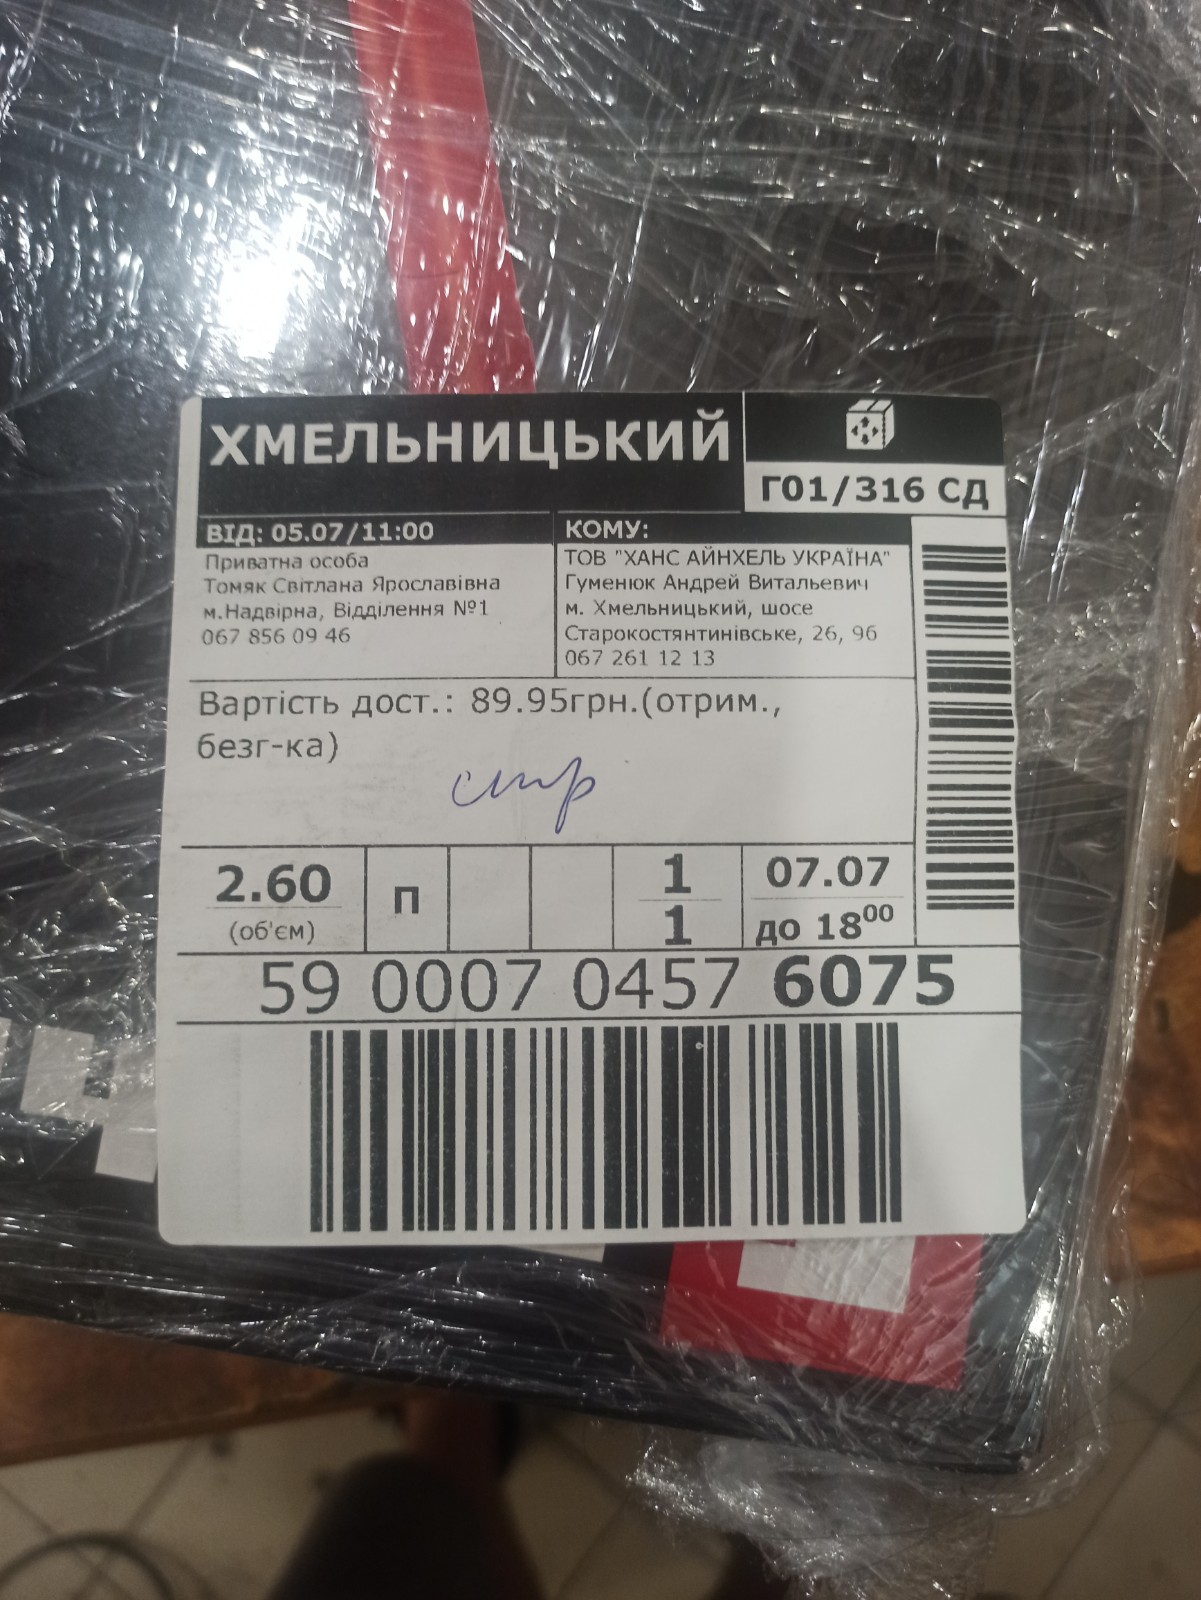 ХМЕЛЬНИЦЬКИЙ
Г01/316 СД
ВІД: 05.07/11:00
Приватна особа
Томяк Світлана Ярославівна
м.Надвірна, Відділення №1
067 856 09 46
КОМУ:
ТОВ "ХАНС АЙНХЕЛЬ УКРАЇНА"
Гуменюк Андрей Витальевич
м. Хмельницький, шосе
Старокостянтинівське, 26, 96
067 261 12 13
Вартість дост.: 89.95грн.(отрим.,
безг-ка)
2.60
(об'єм)
П
1
1
07.07
до 1800
59 0007 0457 6075